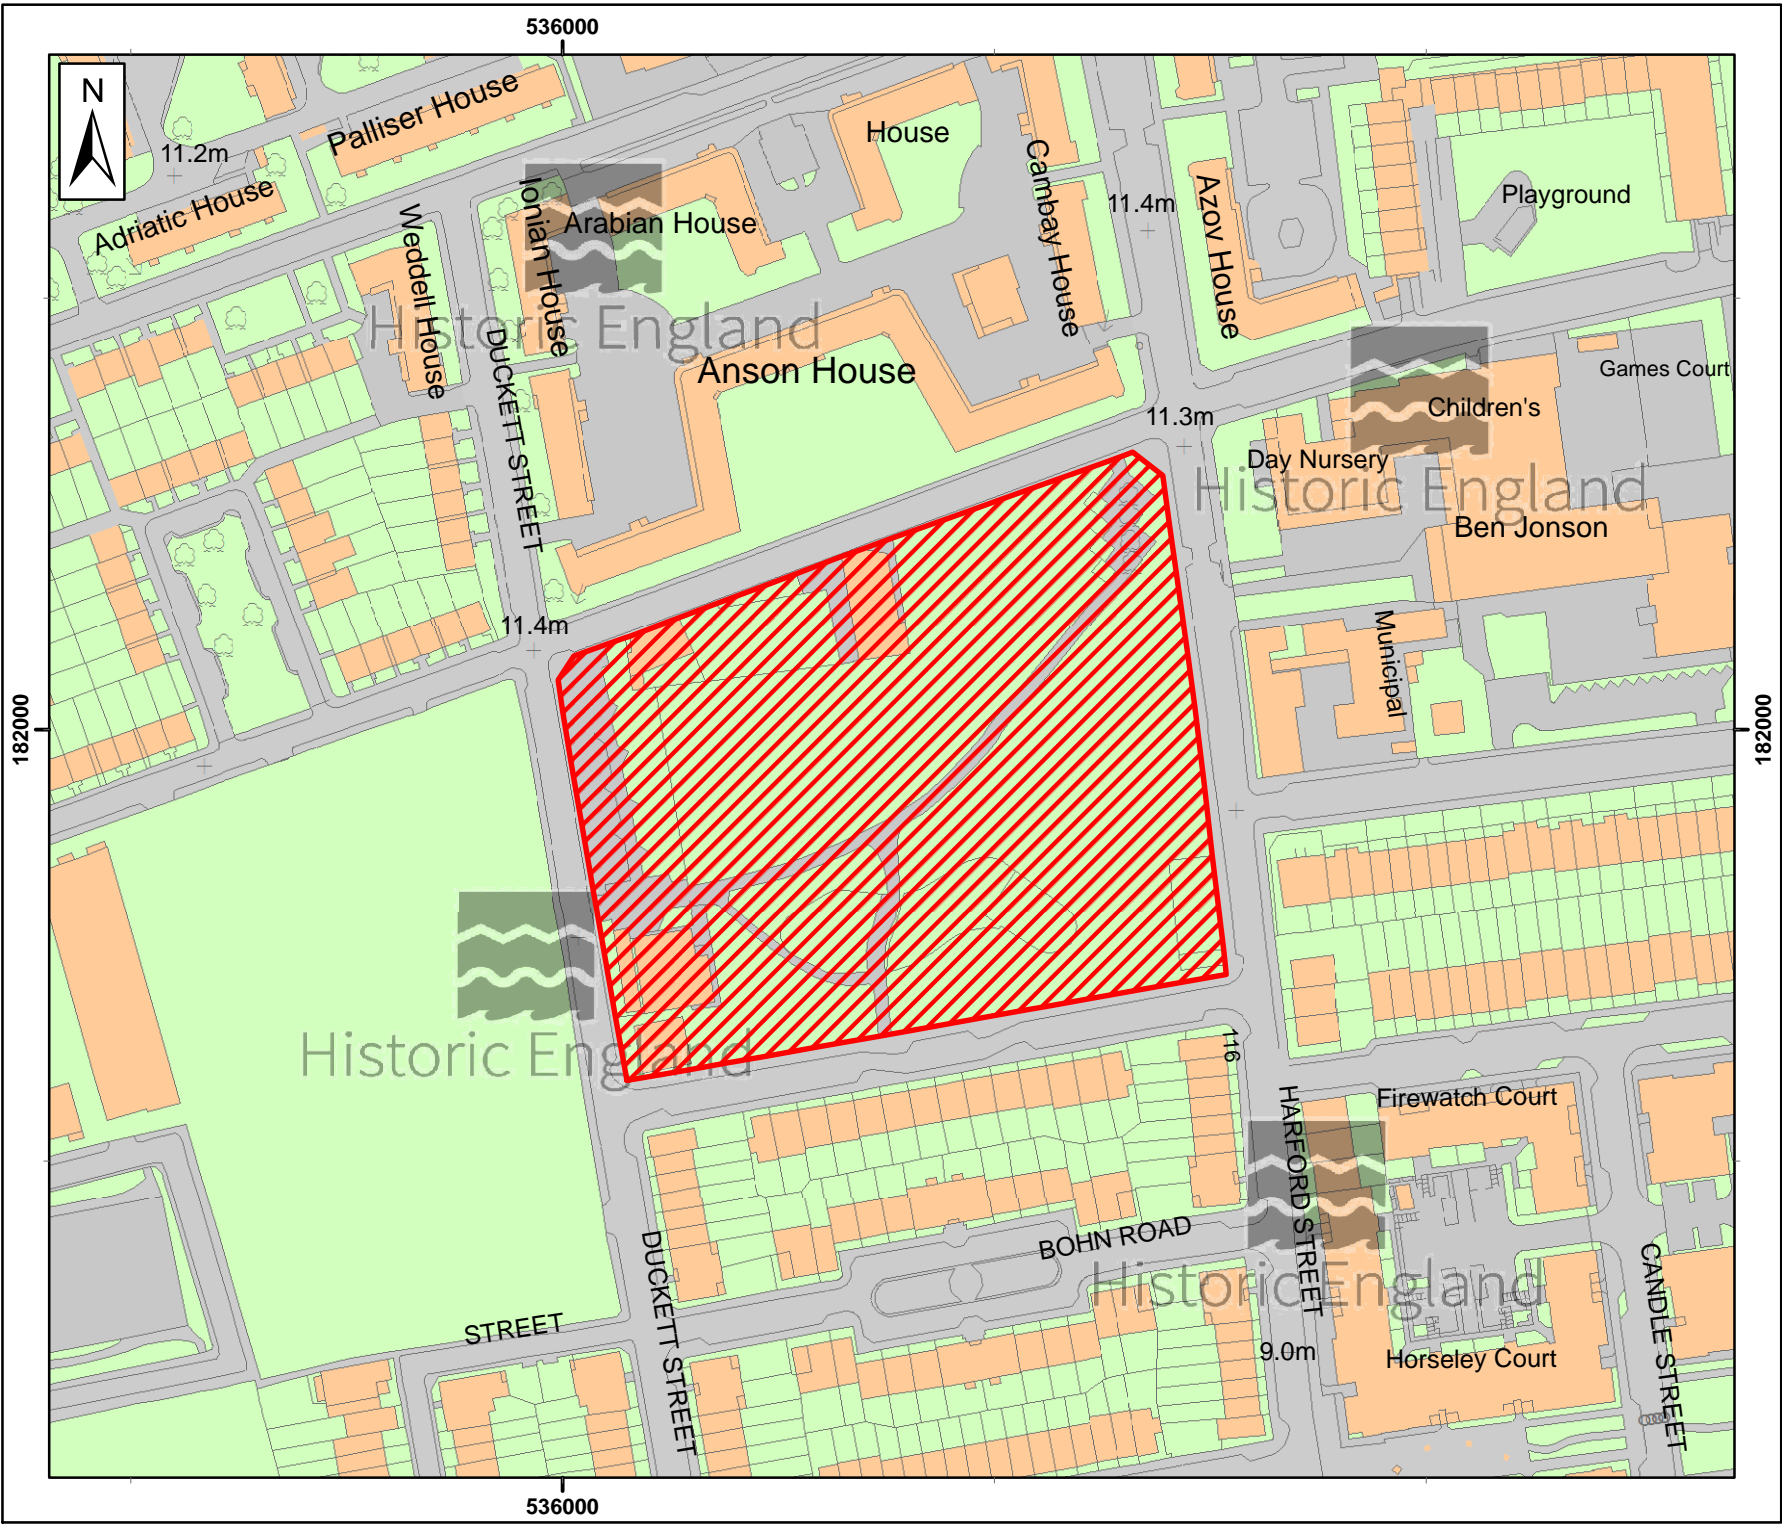 536000
N
Palliser House
11.2m
House
Adriatic House
Ionian House
Arabian House
Cambay House
11.4m
Azov House
Playground
Weddell House
Historic England
DUCKETT STREET
Anson House
Games Court
Children's
11.3m
Day Nursery
Historic England
Ben Jonson
11.4m
Municipal
182000
182000
Historic England
116
Firewatch Court
HARFORD STREET
BOHN ROAD
DUCKETT STREET
Historic England
CANDLE STREET
STREET
9.0m
Horseley Court
536000